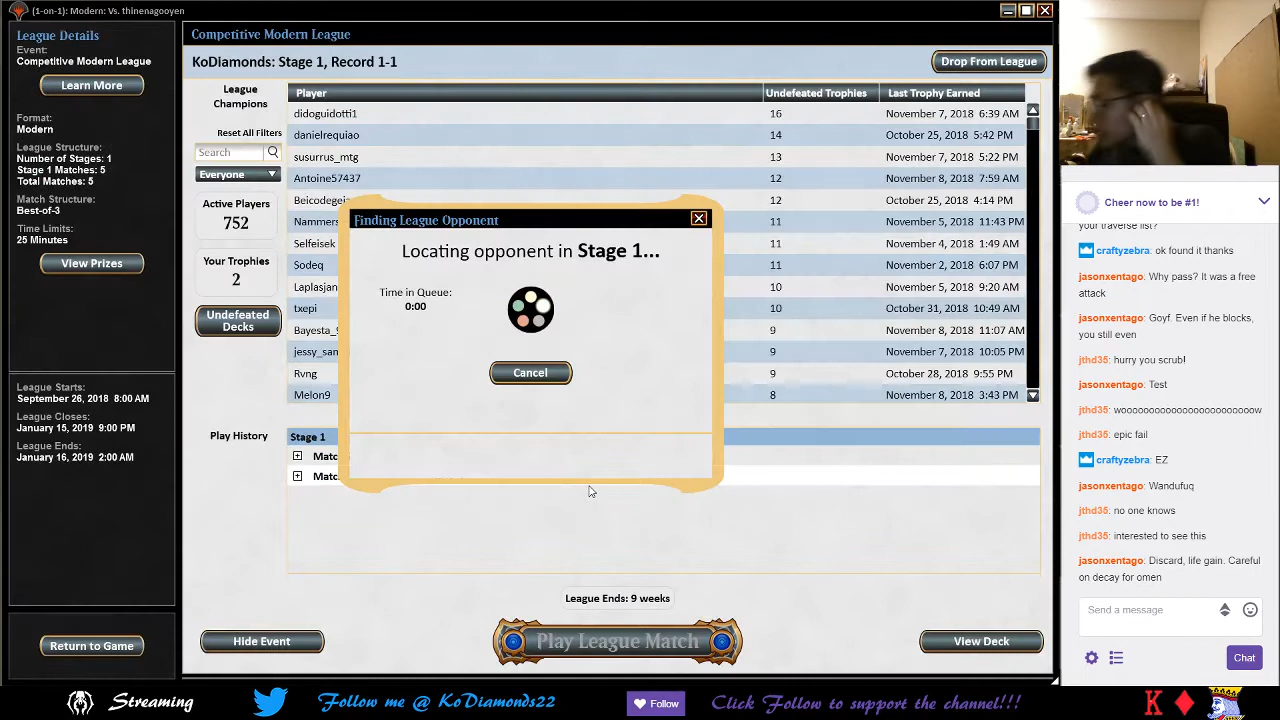 (1-on-1): Modern: Vs. thinenagooyen
League Details
Event:
Competitive Modern League
Learn More
Format:
Modern
League Structure:
Number of Stages: 1
Stage 1 Matches: 5
Total Matches: 5
Match Structure:
Best-of-3
Time Limits:
25 Minutes
View Prizes
League Starts:
September 26, 2018 8:00 AM
League Closes:
January 15, 2019 9:00 PM
League Ends:
January 16, 2019 2:00 AM
Return to Game
Competitive Modern League
KoDiamonds: Stage 1, Record 1-1
Drop From League
League
Champions
Reset All Filters
Search
Everyone
Active Players
752
Your Trophies
2
Undefeated
Decks
Player Undefeated Trophies Last Trophy Earned
didoguidotti1 16 November 7, 2018 6:39 AM
danielrequiao 14 October 25, 2018 5:42 PM
susurrus_mtg 13 November 7, 2018 5:22 PM
Antoine57437 12 November 8, 2018 7:59 AM
Beicodegei 12 October 25, 2018 4:14 PM
Nammers 11 November 5, 2018 11:43 PM
Selfeisek 11 November 4, 2018 1:49 AM
Sodeq 11 November 2, 2018 6:07 PM
Laplasjan 10 November 5, 2018 9:20 AM
txepi 10 October 31, 2018 10:49 AM
Bayesta_ 9 November 8, 2018 11:07 AM
jessy_sam 9 November 7, 2018 10:05 PM
Rvng 9 October 28, 2018 9:55 PM
Melon9 8 November 8, 2018 3:43 PM
Finding League Opponent
Locating opponent in Stage 1...
Time in Queue:
0:00
Cancel
Play History
Stage 1
Matc
Matc
League Ends: 9 weeks
Hide Event
Play League Match
View Deck
Cheer now to be #1!
your traverse list?
craftyzebra: ok found it thanks
jasonxentago: Why pass? It was a free
attack
jasonxentago: Goyf. Even if he blocks,
you still even
jthd35: hurry you scrub!
jasonxentago: Test
jthd35: woooooooooooooooooooooooow
jthd35: epic fail
craftyzebra: EZ
jasonxentago: Wandufuq
jthd35: no one knows
jthd35: interested to see this
jasonxentago: Discard, life gain. Careful
on decay for omen
Send a message
Chat
Streaming
Follow me @ KoDiamonds22
Follow
Click Follow to support the channel!!!
K